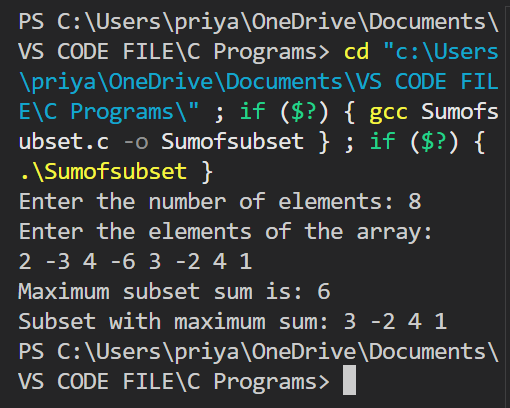 PS C:\Users\priya\OneDrive\Documents\
VS CODE FILE\C Programs> cd "c:\Users
\priya\OneDrive\Documents\VS CODE FIL
E\C Programs\" ; if ($?) { gcc Sumofs
ubset.c -o Sumofsubset } ; if ($?) {
.\Sumofsubset }
Enter the number of elements: 8
Enter the elements of the array:
2 -3 4 -6 3 -2 4 1
Maximum subset sum is: 6
Subset with maximum sum: 3 -2 4 1
PS C:\Users\priya\OneDrive\Documents\
VS CODE FILE\C Programs>